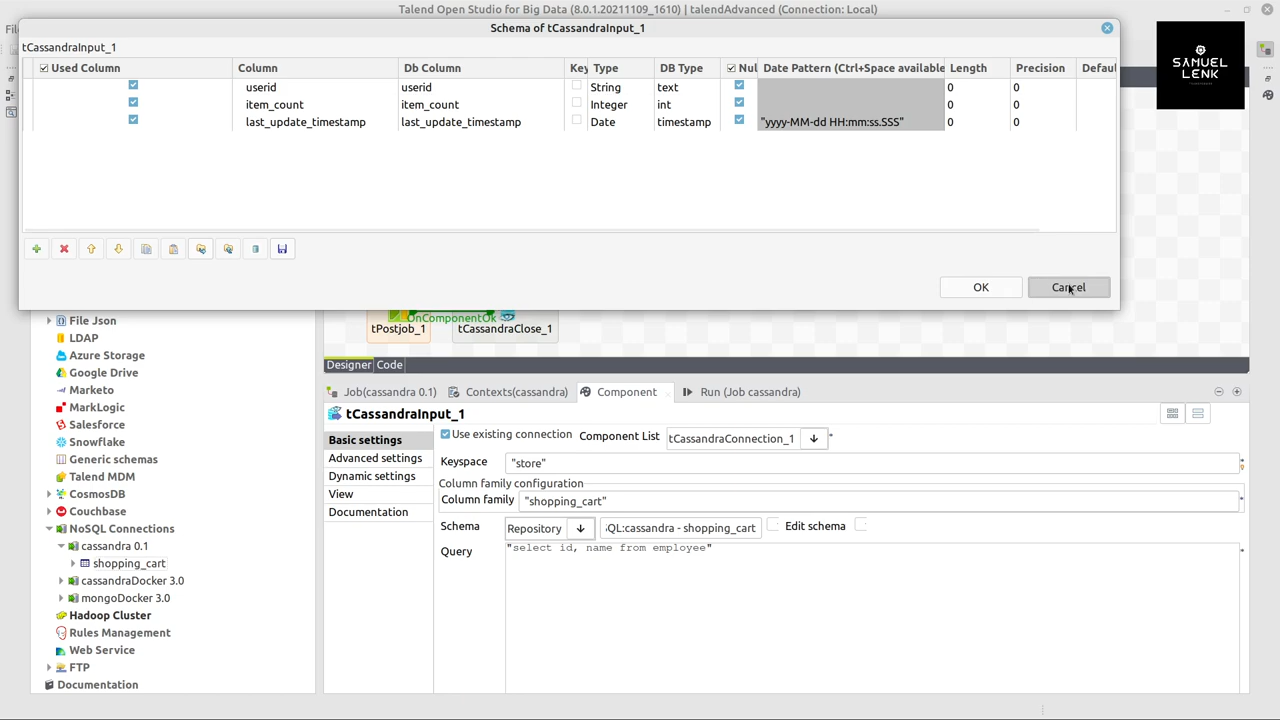 Talend Open Studio for Big Data (8.0.1.20211109_1610) | talendAdvanced (Connection: Local)
Schema of tCassandraInput_1
tCassandraInput_1
Used Column Column Db Column Key Type DB Type Nul Date Pattern (Ctrl+Space available Length Precision Defaul
userid userid String text 0 0
item_count item_count Integer int 0 0
last_update_timestamp last_update_timestamp Date timestamp "yyyy-MM-dd HH:mm:ss.SSS" 0 0
OK Cancel
SAMUEL
LENK
OnComponentOk
tPostjob_1 tCassandraClose_1
Designer Code
File Json
LDAP
Azure Storage
Google Drive
Marketo
MarkLogic
Salesforce
Snowflake
Generic schemas
Talend MDM
CosmosDB
Couchbase
NoSQL Connections
cassandra 0.1
shopping_cart
cassandraDocker 3.0
mongoDocker 3.0
Hadoop Cluster
Rules Management
Web Service
FTP
Documentation
Job(cassandra 0.1) Contexts(cassandra) Component Run (Job cassandra)
tCassandraInput_1
Basic settings
Advanced settings
Dynamic settings
View
Documentation
Use existing connection Component List tCassandraConnection_1 *
Keyspace "store"
Column family configuration
Column family "shopping_cart" *
Schema Repository QL:cassandra - shopping_cart Edit schema
Query "select id, name from employee" *